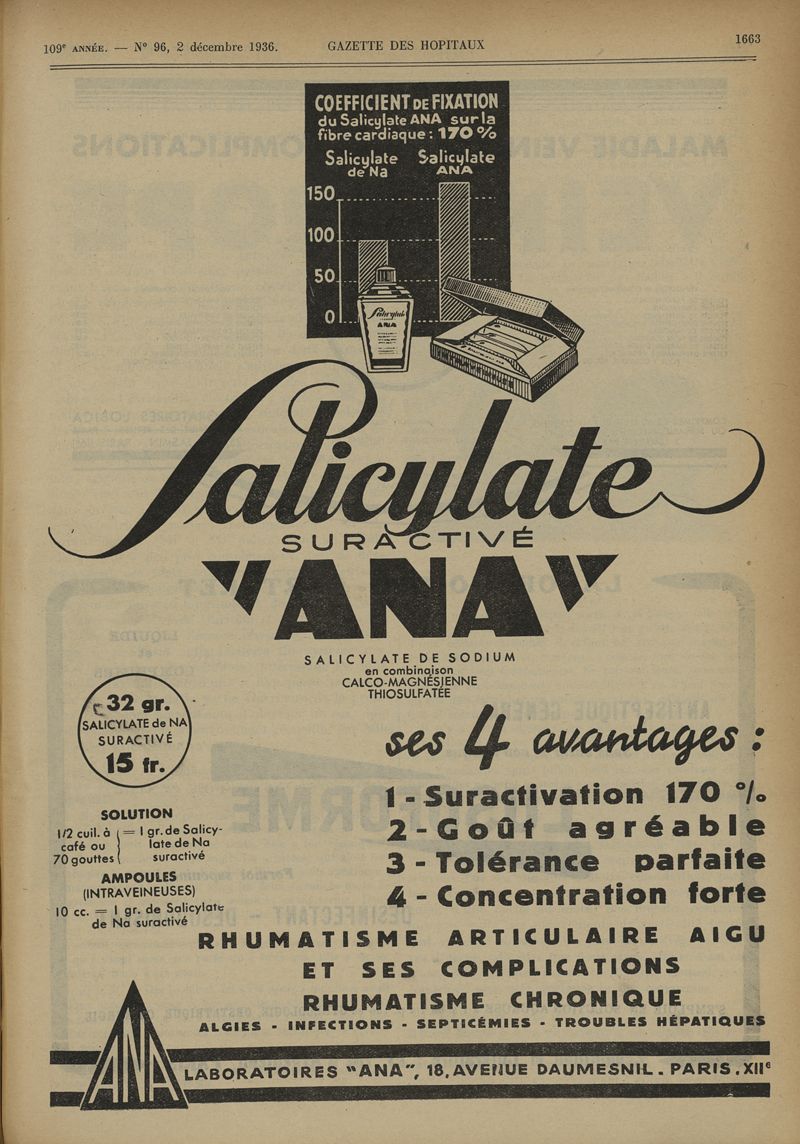 109e ANNÉE. — N° 96, 2 décembre 1936. GAZETTE DES HOPITAUX 1663
COEFFICIENT DE FIXATION
du Salicylate ANA sur la
fibre cardiaque : 170 %
Salicylate Salicylate
de Na ANA
150
100
50
0
Salicylate
ANA
Salicylate
SURACTIVÉ
"ANA"
SALICYLATE DE SODIUM
en combinaison
CALCO-MAGNÉSIENNE
THIOSULFATÉE
32 gr.
SALICYLATE de NA
SURACTIVÉ
15 fr.
ses 4 avantages :
1 - Suractivation 170 %
2 - Goût agréable
3 - Tolérance parfaite
4 - Concentration forte
SOLUTION
1/2 cuil. à = 1 gr. de Salicy-
café ou late de Na
70 gouttes suractivé
AMPOULES
(INTRAVEINEUSES)
10 cc. = 1 gr. de Salicylate
de Na suractivé
RHUMATISME ARTICULAIRE AIGU
ET SES COMPLICATIONS
RHUMATISME CHRONIQUE
ALGIES - INFECTIONS - SEPTICÉMIES - TROUBLES HÉPATIQUES
ANA
LABORATOIRES "ANA", 18, AVENUE DAUMESNIL. PARIS. XIIe